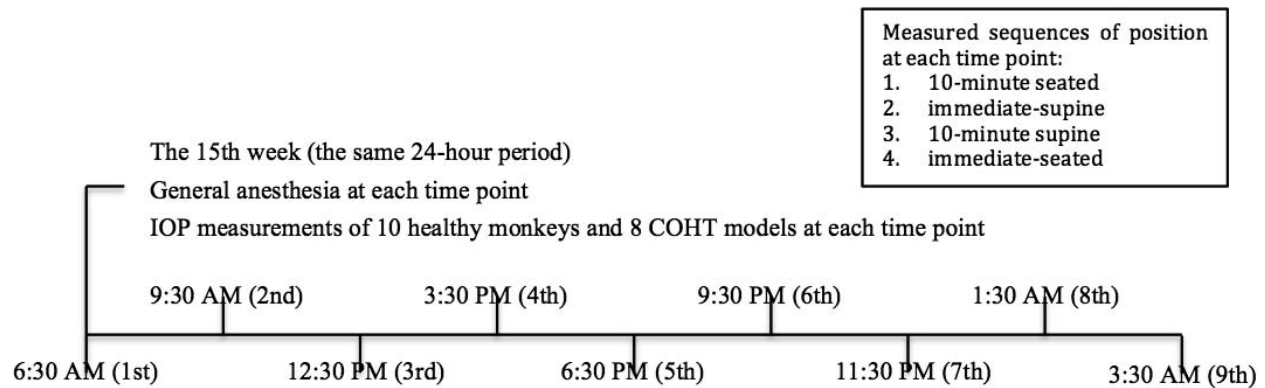 Measured sequences of position
at each time point:
1. 10-minute seated
2. immediate-supine
3. 10-minute supine
4. immediate-seated
The 15th week (the same 24-hour period)
General anesthesia at each time point
IOP measurements of 10 healthy monkeys and 8 COHT models at each time point
9:30 AM (2nd) 3:30 PM (4th) 9:30 PM (6th) 1:30 AM (8th)
6:30 AM (1st) 12:30 PM (3rd) 6:30 PM (5th) 11:30 PM (7th) 3:30 AM (9th)